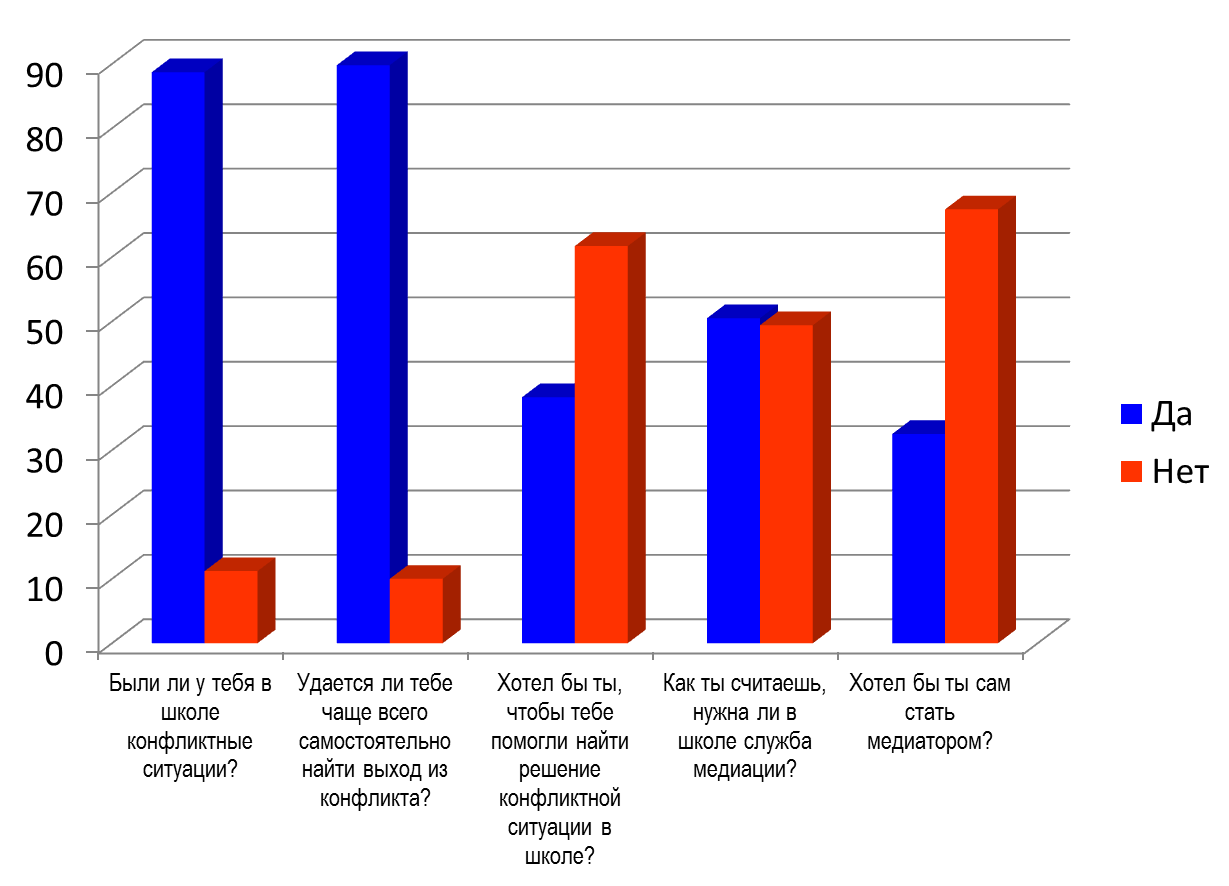 90
80
70
60
50
40
30
20
10
0
Да
Нет
Были ли у тебя в
школе
конфликтные
ситуации?
Удается ли тебе
чаще всего
самостоятельно
найти выход из
конфликта?
Хотел бы ты,
чтобы тебе
помогли найти
решение
конфликтной
ситуации в
школе?
Как ты считаешь,
нужна ли в
школе служба
медиации?
Хотел бы ты сам
стать
медиатором?